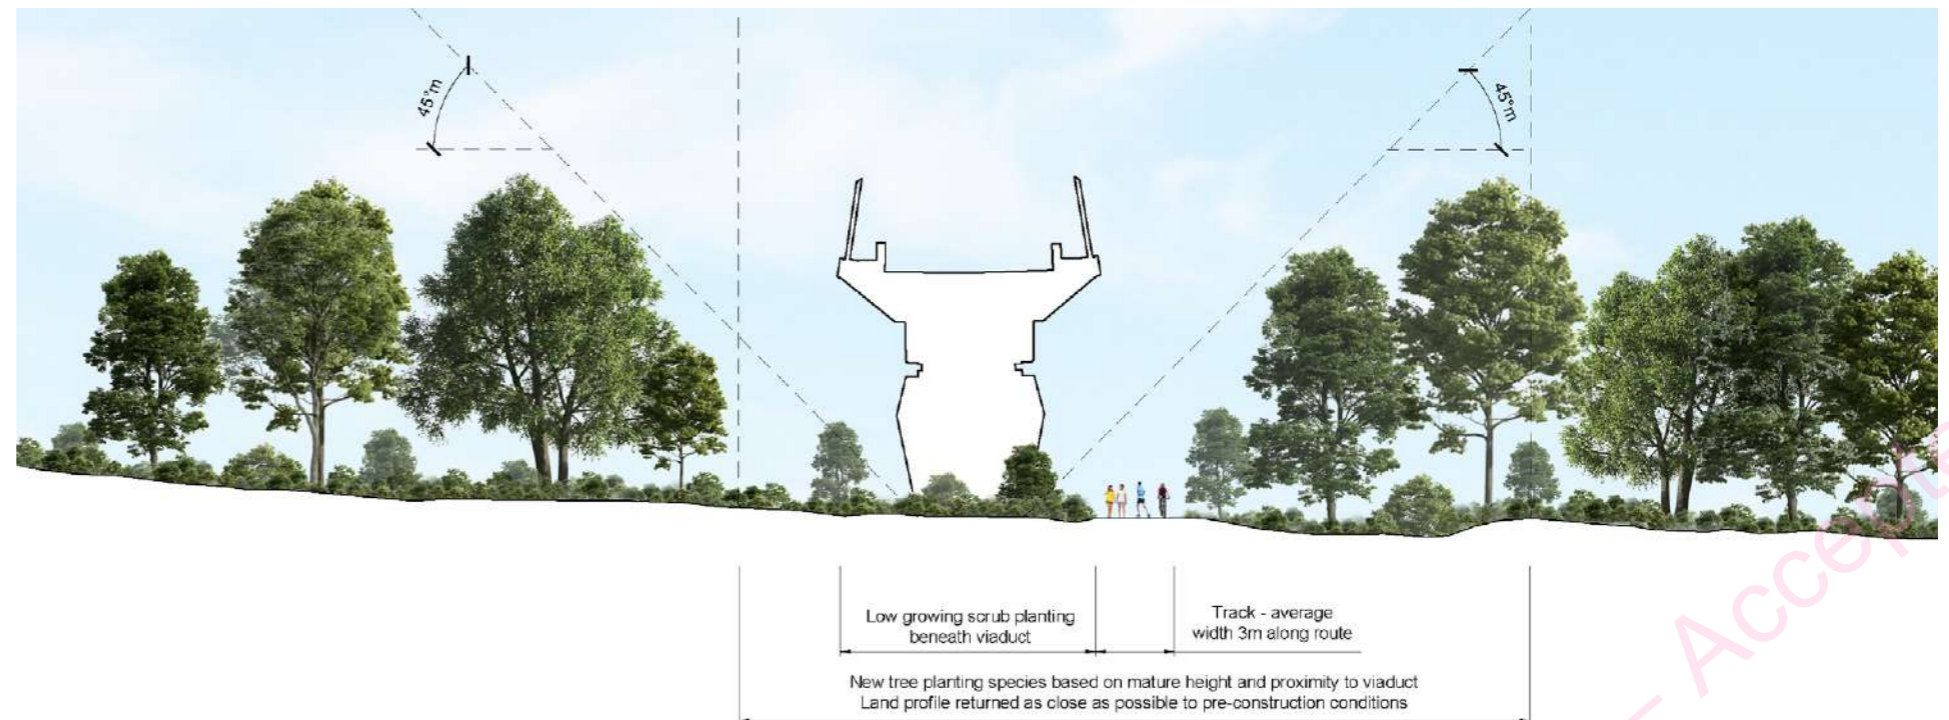 45°m
45°m
Low growing scrub planting
beneath viaduct
Track - average
width 3m along route
New tree planting species based on mature height and proximity to viaduct
Land profile returned as close as possible to pre-construction conditions